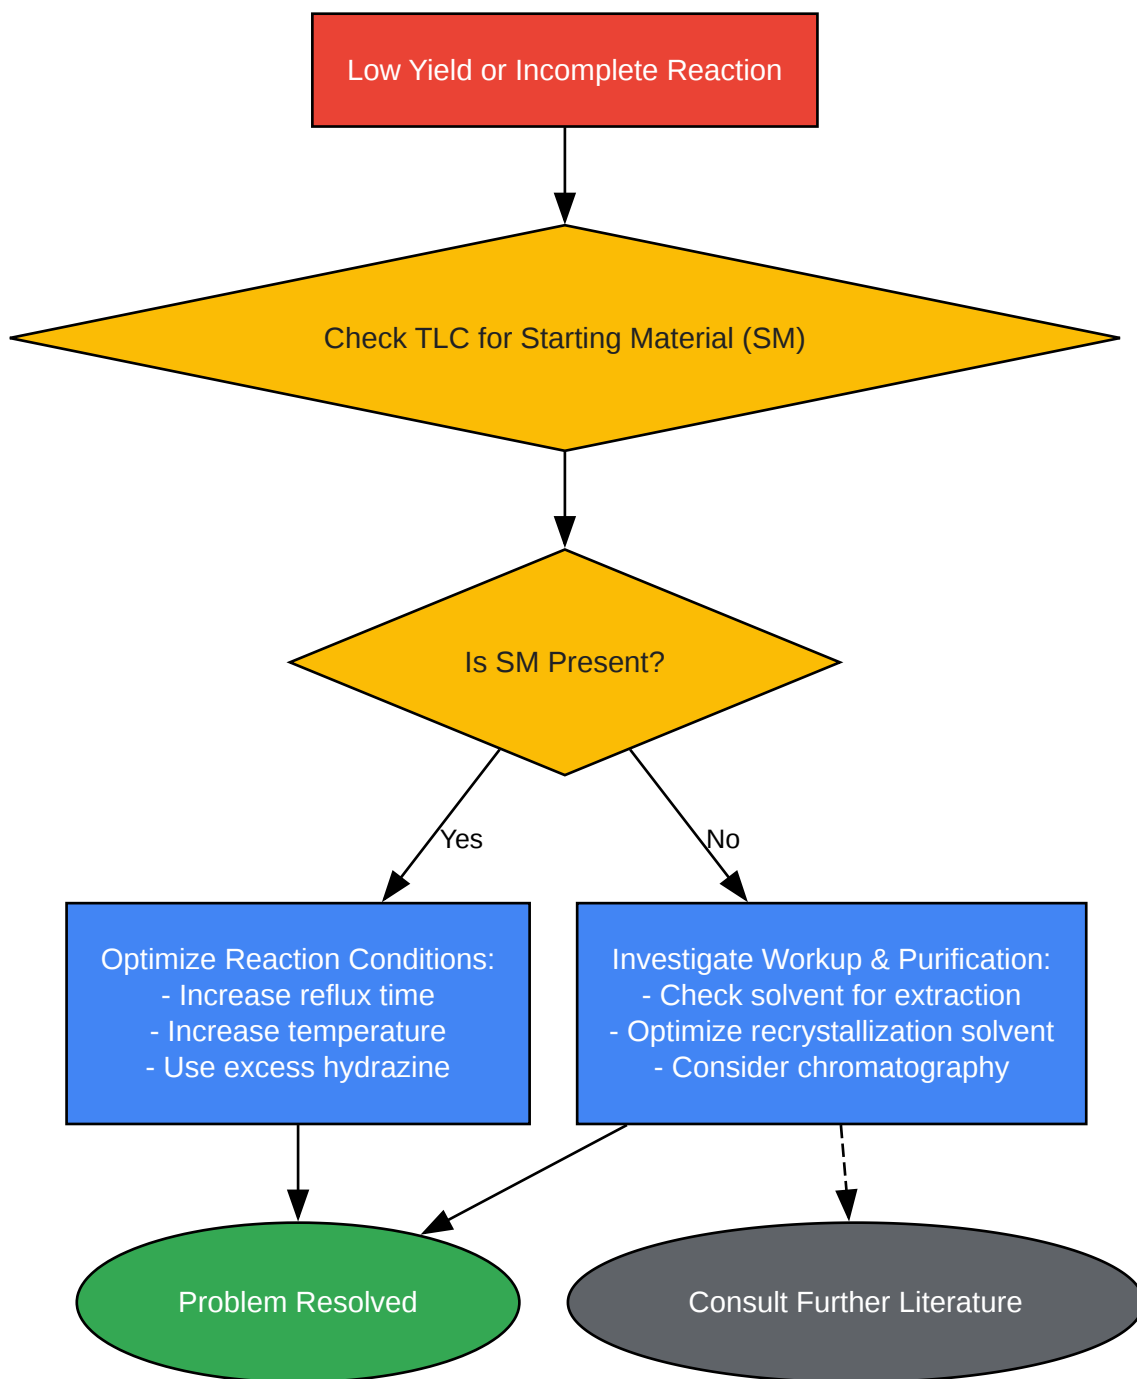 Low Yield or Incomplete Reaction
Check TLC for Starting Material (SM)
Is SM Present?
Yes
No
Optimize Reaction Conditions:
- Increase reflux time
- Increase temperature
- Use excess hydrazine
Investigate Workup & Purification:
- Check solvent for extraction
- Optimize recrystallization solvent
- Consider chromatography
Problem Resolved
Consult Further Literature